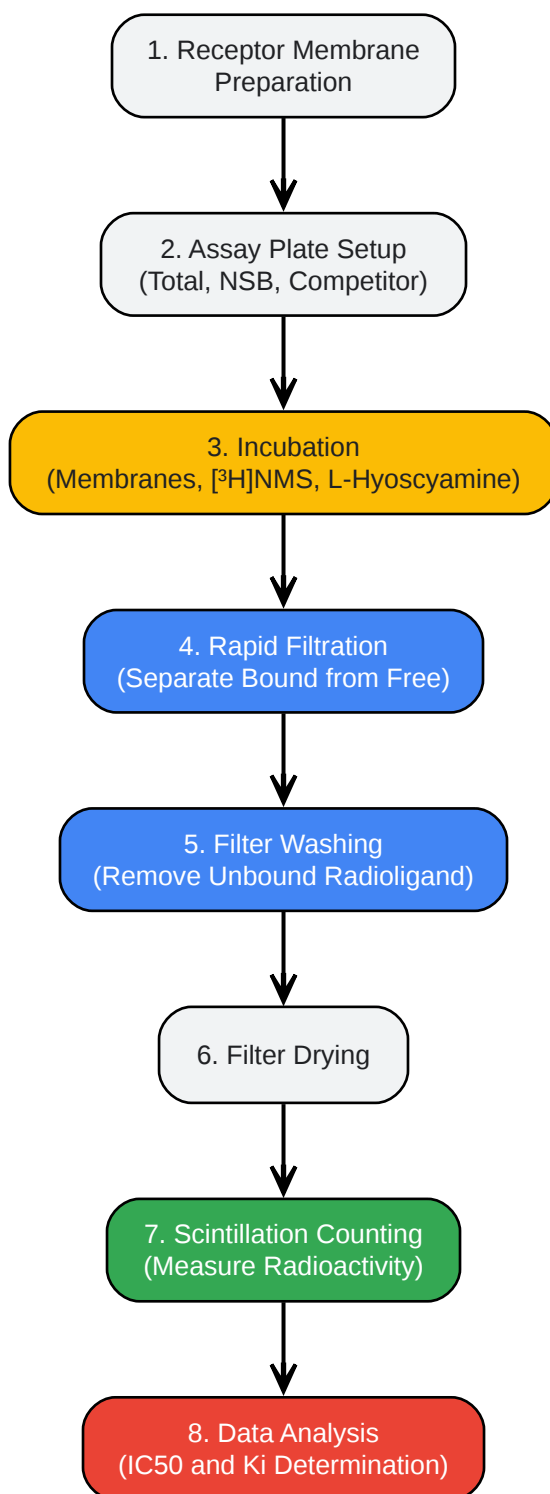 1. Receptor Membrane
Preparation
2. Assay Plate Setup
(Total, NSB, Competitor)
3. Incubation
(Membranes, [³H]NMS, L-Hyoscyamine)
4. Rapid Filtration
(Separate Bound from Free)
5. Filter Washing
(Remove Unbound Radioligand)
6. Filter Drying
7. Scintillation Counting
(Measure Radioactivity)
8. Data Analysis
(IC50 and Ki Determination)